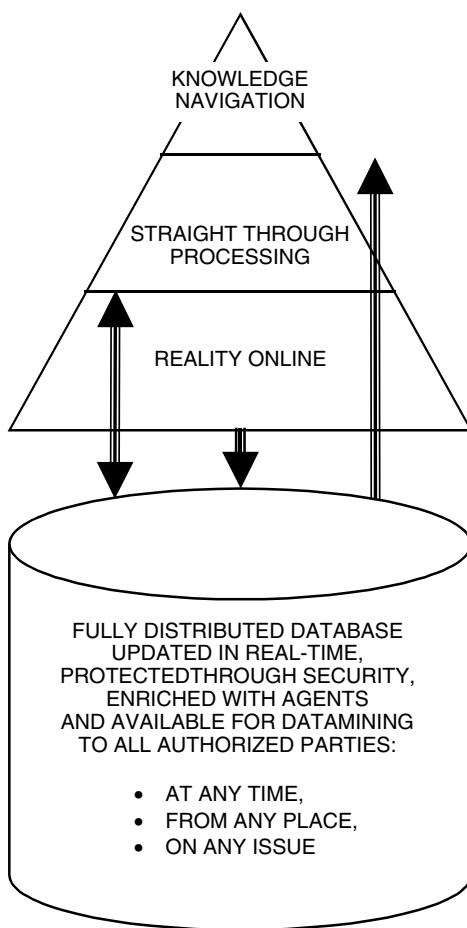 KNOWLEDGE
NAVIGATION
STRAIGHT THROUGH
PROCESSING
REALITY ONLINE
FULLY DISTRIBUTED DATABASE
UPDATED IN REAL-TIME,
PROTECTEDTHROUGH SECURITY,
ENRICHED WITH AGENTS
AND AVAILABLE FOR DATAMINING
TO ALL AUTHORIZED PARTIES:
• AT ANY TIME,
• FROM ANY PLACE,
• ON ANY ISSUE